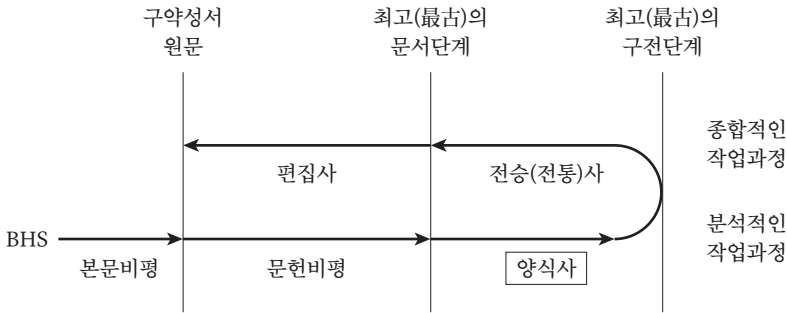 구약성서
원문
최고(最古)의
문서단계
최고(最古)의
구전단계
종합적인
작업과정
편집사
전승(전통)사
분석적인
작업과정
BHS
본문비평
문헌비평
양식사